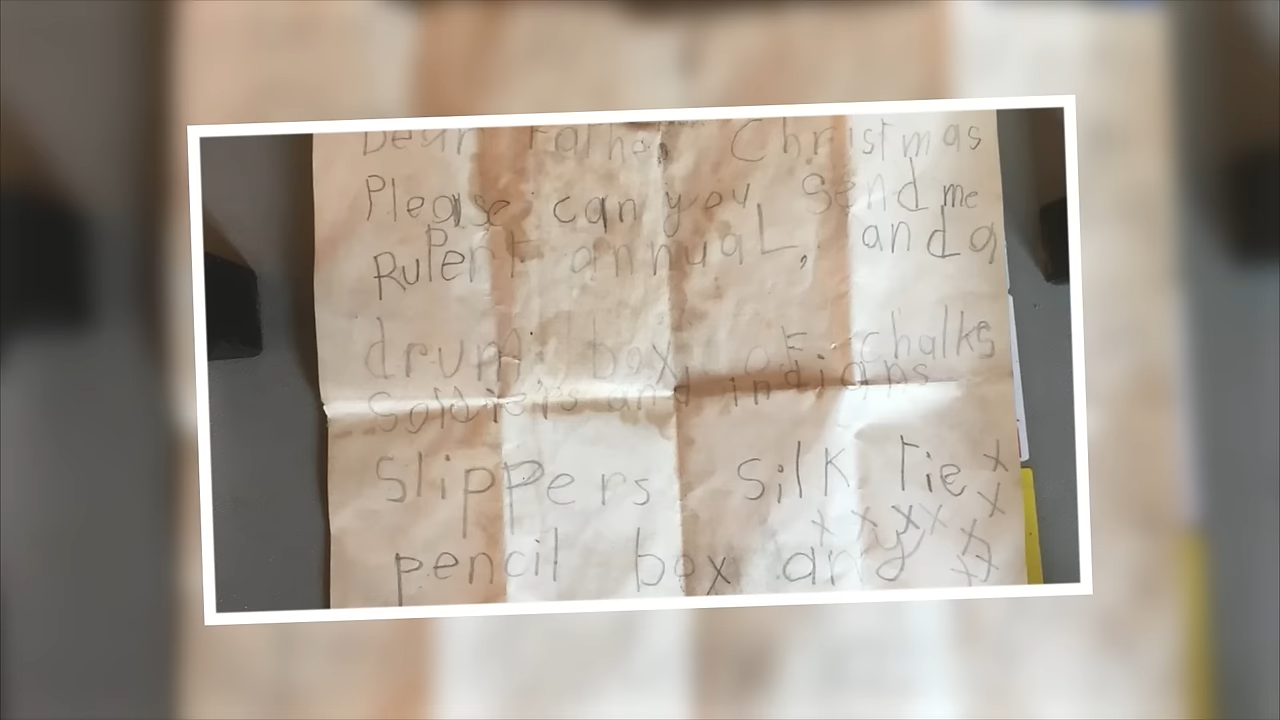 Dear Father Christmas
Please can you send me
Rupert annual, and a
drum, box of chalks
Soldiers and indians
Slippers silk Tie x
x x x x x
pencil box any x x x